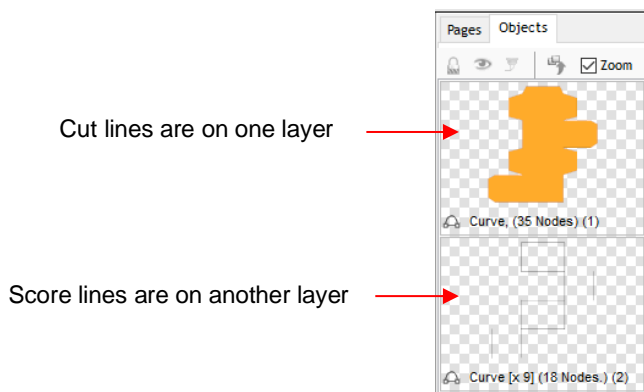 Pages Objects
Zoom
Cut lines are on one layer
Curve, (35 Nodes) (1)
Score lines are on another layer
Curve [x 9] (18 Nodes.) (2)